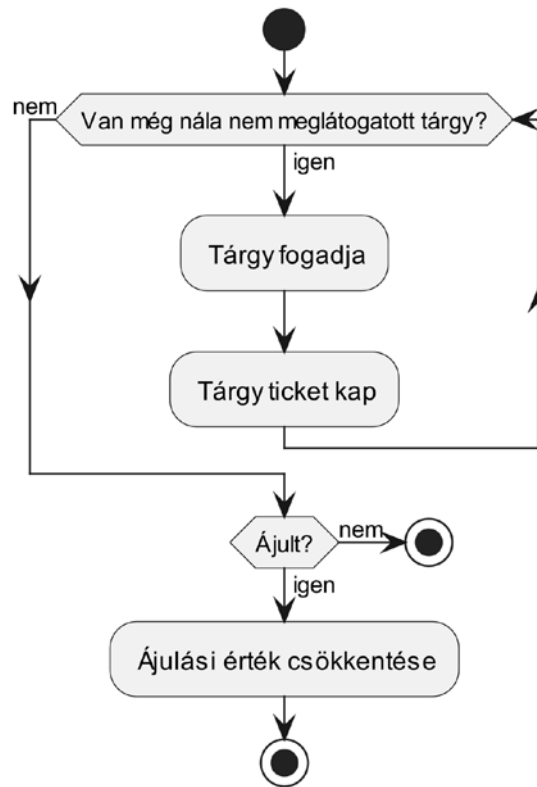 nem
Van még nála nem meglátogatott tárgy?
igen
Tárgy fogadja
Tárgy ticket kap
Ájult?
nem
igen
Ájulási érték csökkentése